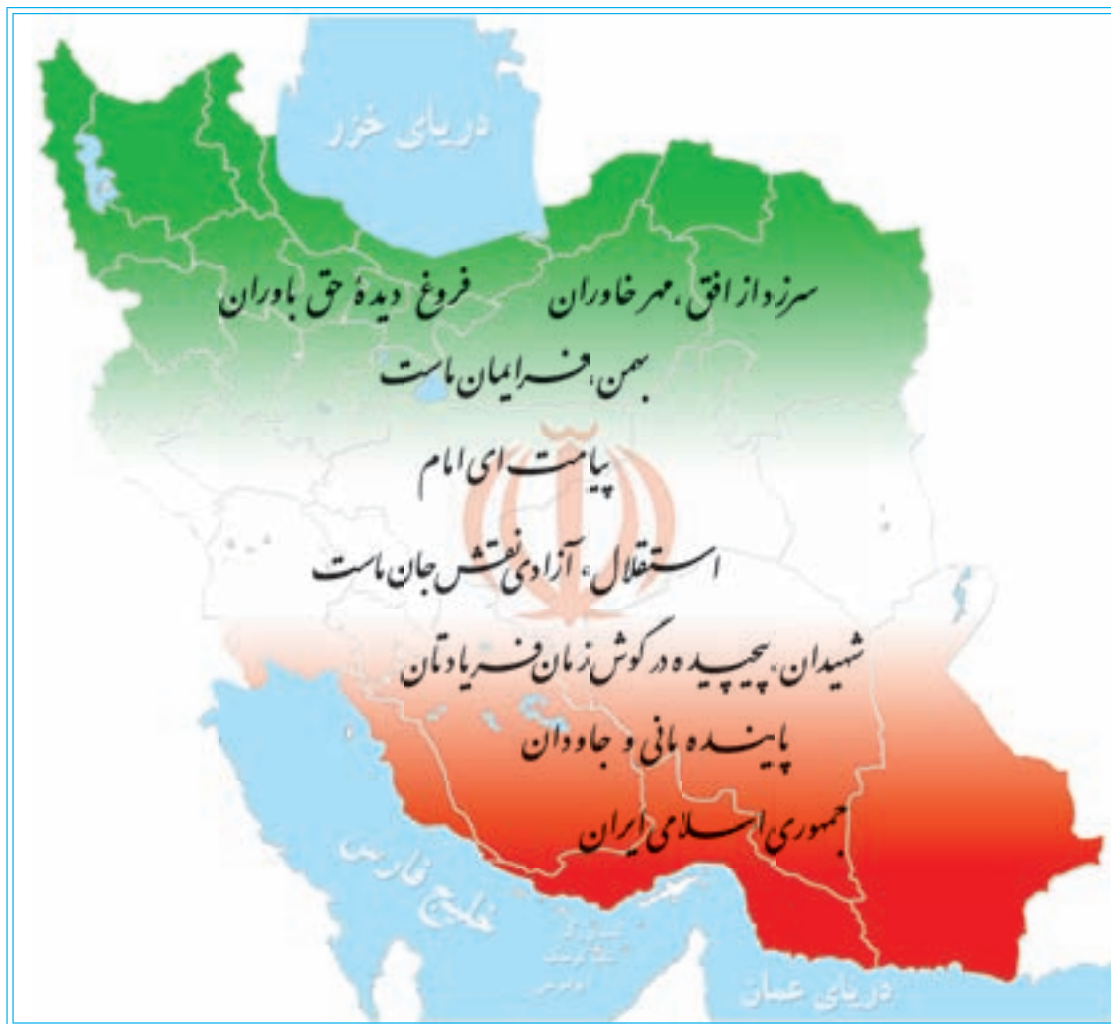 دریای خزر
سرزد از افق، مهر خاوران فروغ دیدۀ حق باوران
بهمن، فر ایمان ماست
پیامت ای امام
استقلال، آزادی نقش جان ماست
شهیدان، پیچیده در گوش زمان فریادتان
پاینده مانی و جاودان
جمهوری اسلامی ایران
خلیج فارس
دریای عمان